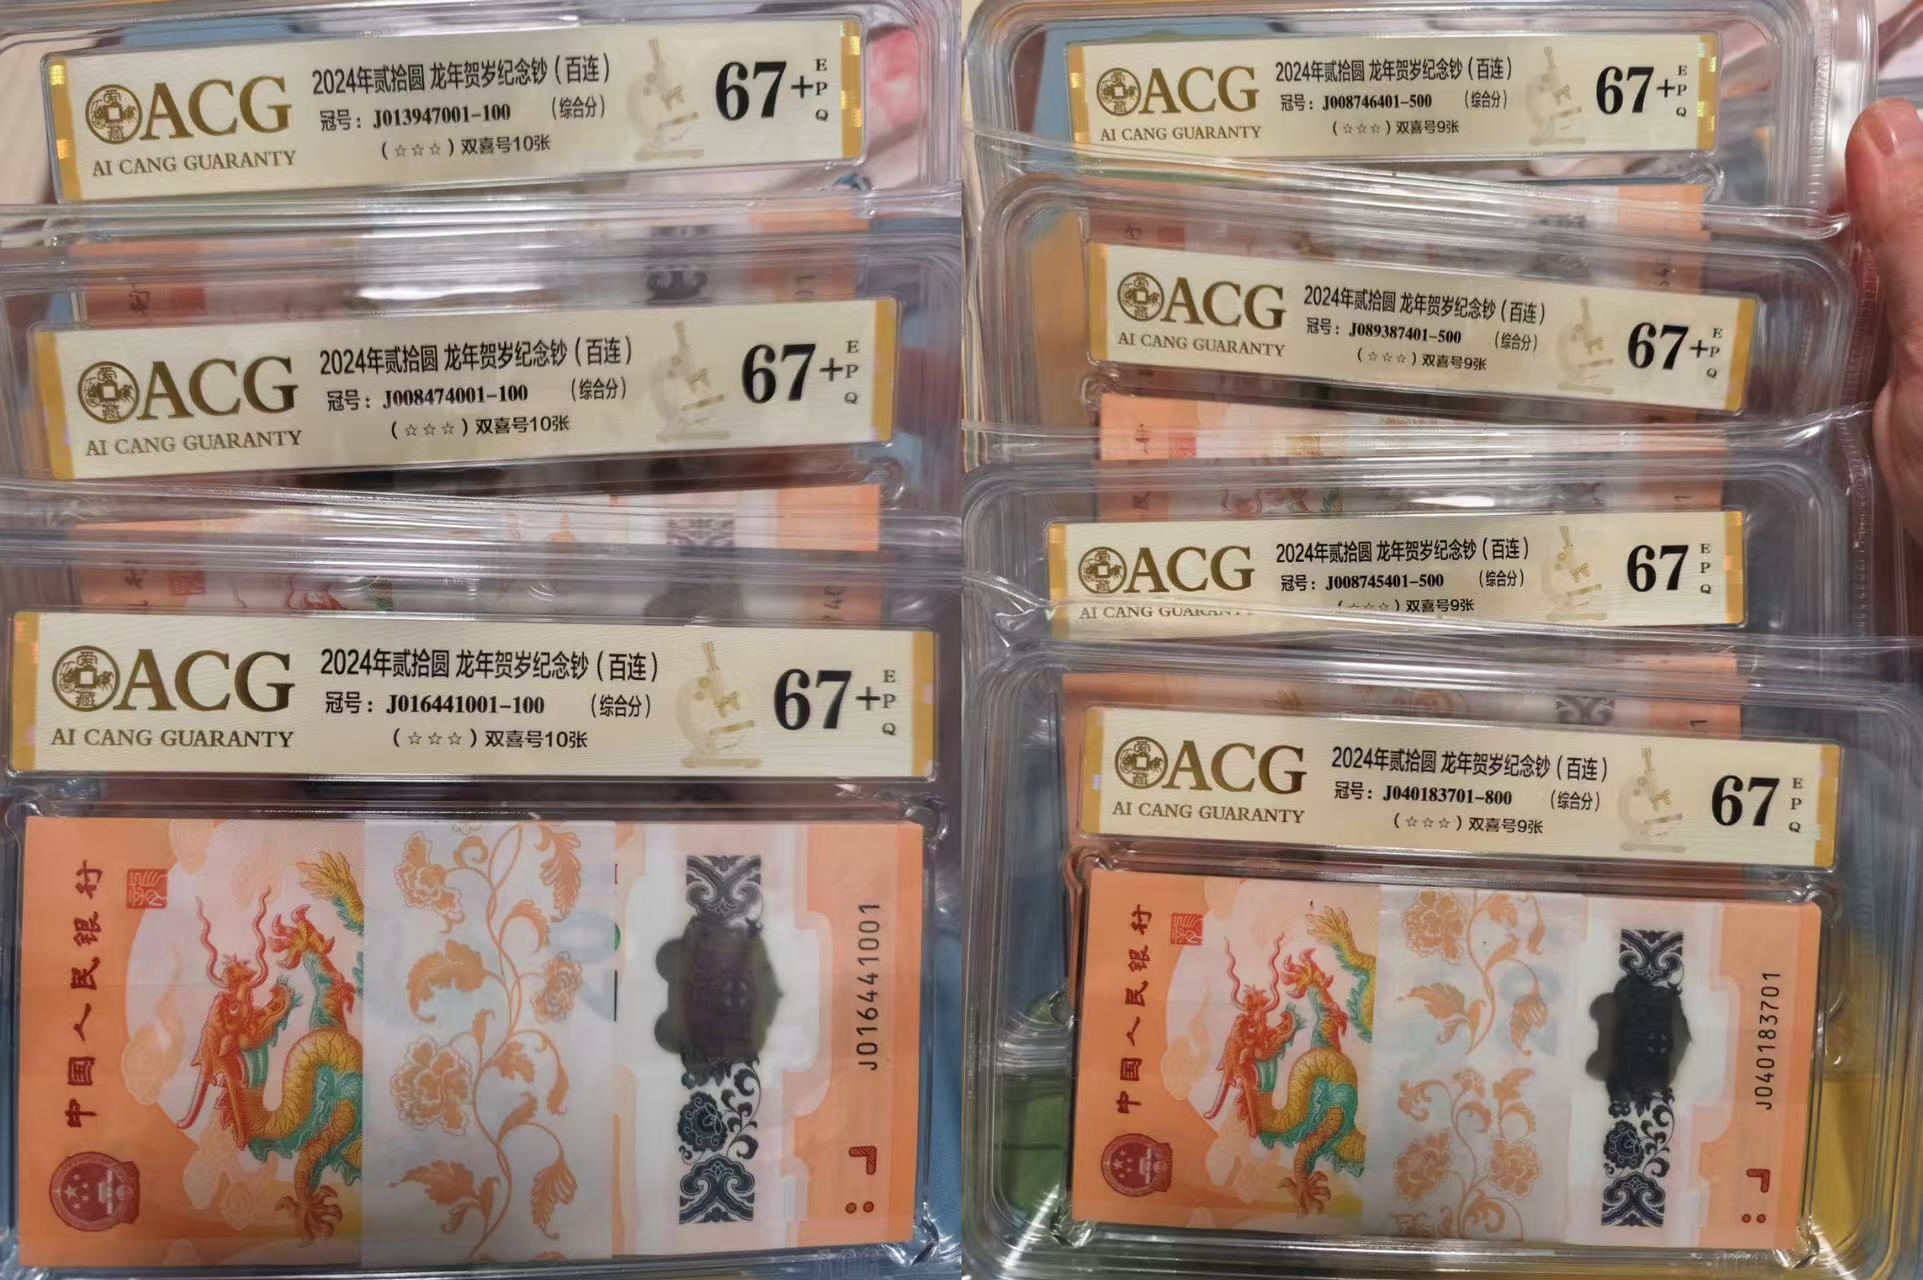 ACG
AI CANG GUARANTY
2024年贰拾圆 龙年贺岁纪念钞（百连）
冠号：J013947001-100 （综合分）
（☆☆☆）双喜号10张
67+
EPQ
ACG
AI CANG GUARANTY
2024年贰拾圆 龙年贺岁纪念钞（百连）
冠号：J008474001-100 （综合分）
（☆☆☆）双喜号10张
67+
EPQ
ACG
AI CANG GUARANTY
2024年贰拾圆 龙年贺岁纪念钞（百连）
冠号：J016441001-100 （综合分）
（☆☆☆）双喜号10张
67+
EPQ
中国人民银行
J016441001
ACG
AI CANG GUARANTY
2024年贰拾圆 龙年贺岁纪念钞（百连）
冠号：J008746401-500 （综合分）
（☆☆☆）双喜号9张
67+
EPQ
ACG
AI CANG GUARANTY
2024年贰拾圆 龙年贺岁纪念钞（百连）
冠号：J089387401-500 （综合分）
（☆☆☆）双喜号9张
67+
EPQ
ACG
AI CANG GUARANTY
2024年贰拾圆 龙年贺岁纪念钞（百连）
冠号：J008745401-500 （综合分）
（☆☆☆）双喜号9张
67
EPQ
ACG
AI CANG GUARANTY
2024年贰拾圆 龙年贺岁纪念钞（百连）
冠号：J040183701-800 （综合分）
（☆☆☆）双喜号9张
67
EPQ
中国人民银行
J040183701